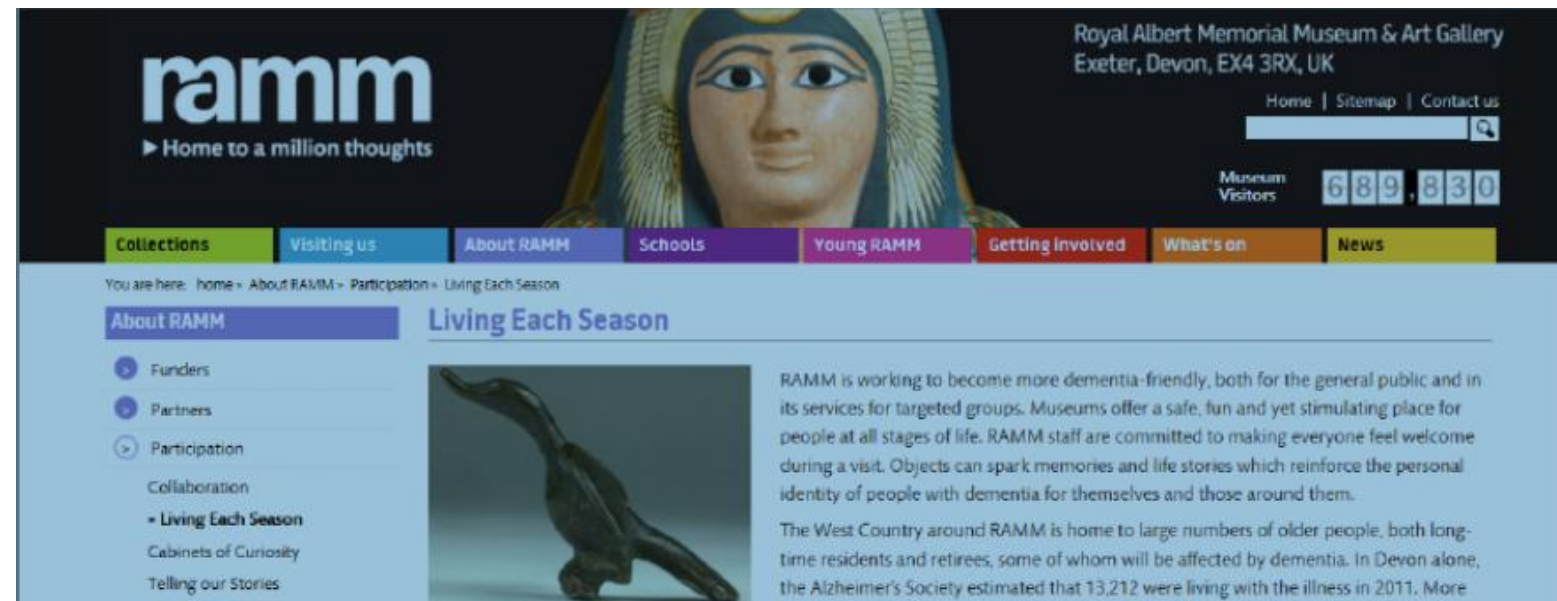 ramm
Home to a million thoughts
Royal Albert Memorial Museum & Art Gallery
Exeter, Devon, EX4 3RX, UK
Home | Sitemap | Contact us
Museum
Visitors
689,830
Collections
Visiting us
About RAMM
Schools
Young RAMM
Getting involved
What's on
News
You are here: home » About RAMM » Participation » Living Each Season
About RAMM
Funders
Partners
Participation
Collaboration
» Living Each Season
Cabinets of Curiosity
Telling our Stories
Living Each Season
RAMM is working to become more dementia-friendly, both for the general public and in
its services for targeted groups. Museums offer a safe, fun and yet stimulating place for
people at all stages of life. RAMM staff are committed to making everyone feel welcome
during a visit. Objects can spark memories and life stories which reinforce the personal
identity of people with dementia for themselves and those around them.
The West Country around RAMM is home to large numbers of older people, both long-
time residents and retirees, some of whom will be affected by dementia. In Devon alone,
the Alzheimer's Society estimated that 13,212 were living with the illness in 2011. More